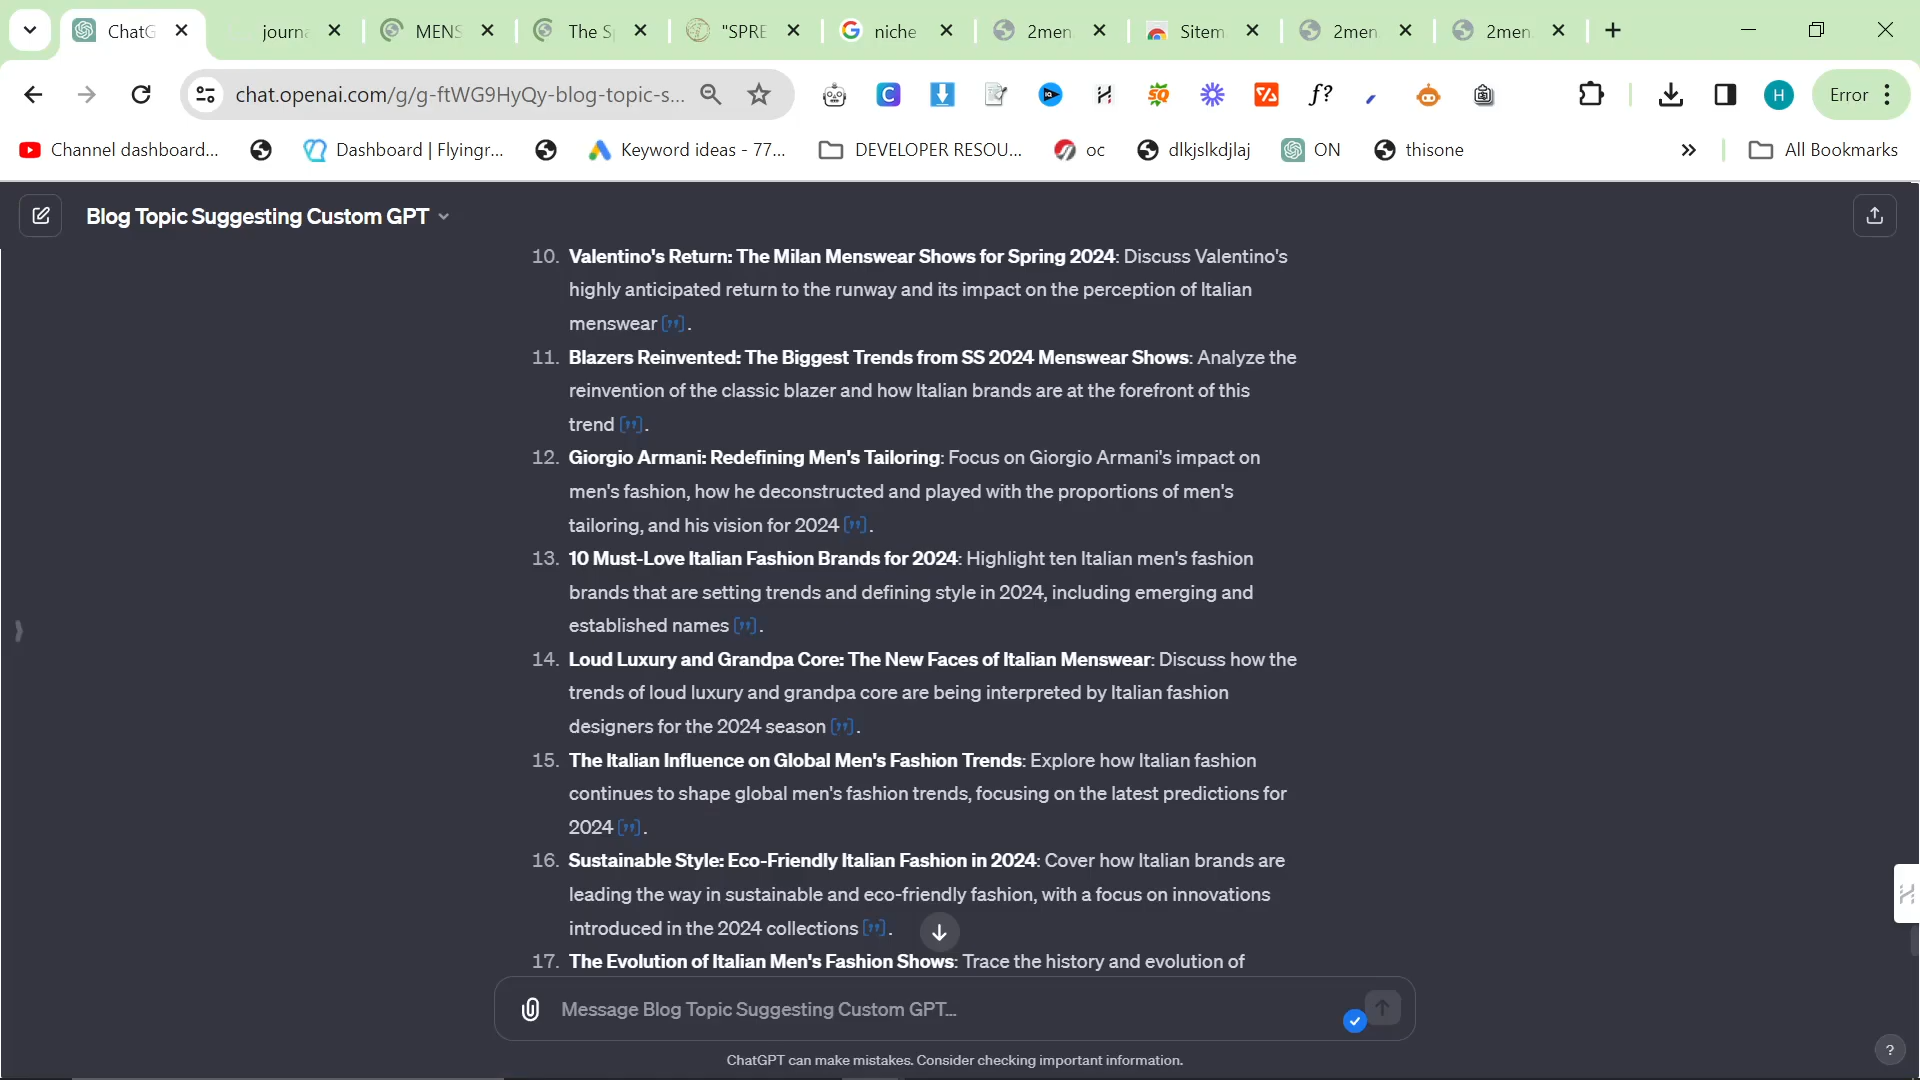 ChatG
journa
MENS
The S
"SPRE
niche
2men
Sitem
2men
2men
chat.openai.com/g/g-ftWG9HyQy-blog-topic-s...
f?
H
Error
Channel dashboard...
Dashboard | Flyingr...
Keyword ideas - 77...
DEVELOPER RESOU...
oc
dlkjslkdjlaj
ON
thisone
»
All Bookmarks
Blog Topic Suggesting Custom GPT
10. Valentino's Return: The Milan Menswear Shows for Spring 2024: Discuss Valentino's
highly anticipated return to the runway and its impact on the perception of Italian
menswear ["].
11. Blazers Reinvented: The Biggest Trends from SS 2024 Menswear Shows: Analyze the
reinvention of the classic blazer and how Italian brands are at the forefront of this
trend ["].
12. Giorgio Armani: Redefining Men's Tailoring: Focus on Giorgio Armani's impact on
men's fashion, how he deconstructed and played with the proportions of men's
tailoring, and his vision for 2024 ["].
13. 10 Must-Love Italian Fashion Brands for 2024: Highlight ten Italian men's fashion
brands that are setting trends and defining style in 2024, including emerging and
established names ["].
14. Loud Luxury and Grandpa Core: The New Faces of Italian Menswear: Discuss how the
trends of loud luxury and grandpa core are being interpreted by Italian fashion
designers for the 2024 season ["].
15. The Italian Influence on Global Men's Fashion Trends: Explore how Italian fashion
continues to shape global men's fashion trends, focusing on the latest predictions for
2024 ["].
16. Sustainable Style: Eco-Friendly Italian Fashion in 2024: Cover how Italian brands are
leading the way in sustainable and eco-friendly fashion, with a focus on innovations
introduced in the 2024 collections ["].
17. The Evolution of Italian Men's Fashion Shows: Trace the history and evolution of
Message Blog Topic Suggesting Custom GPT...
ChatGPT can make mistakes. Consider checking important information.
?